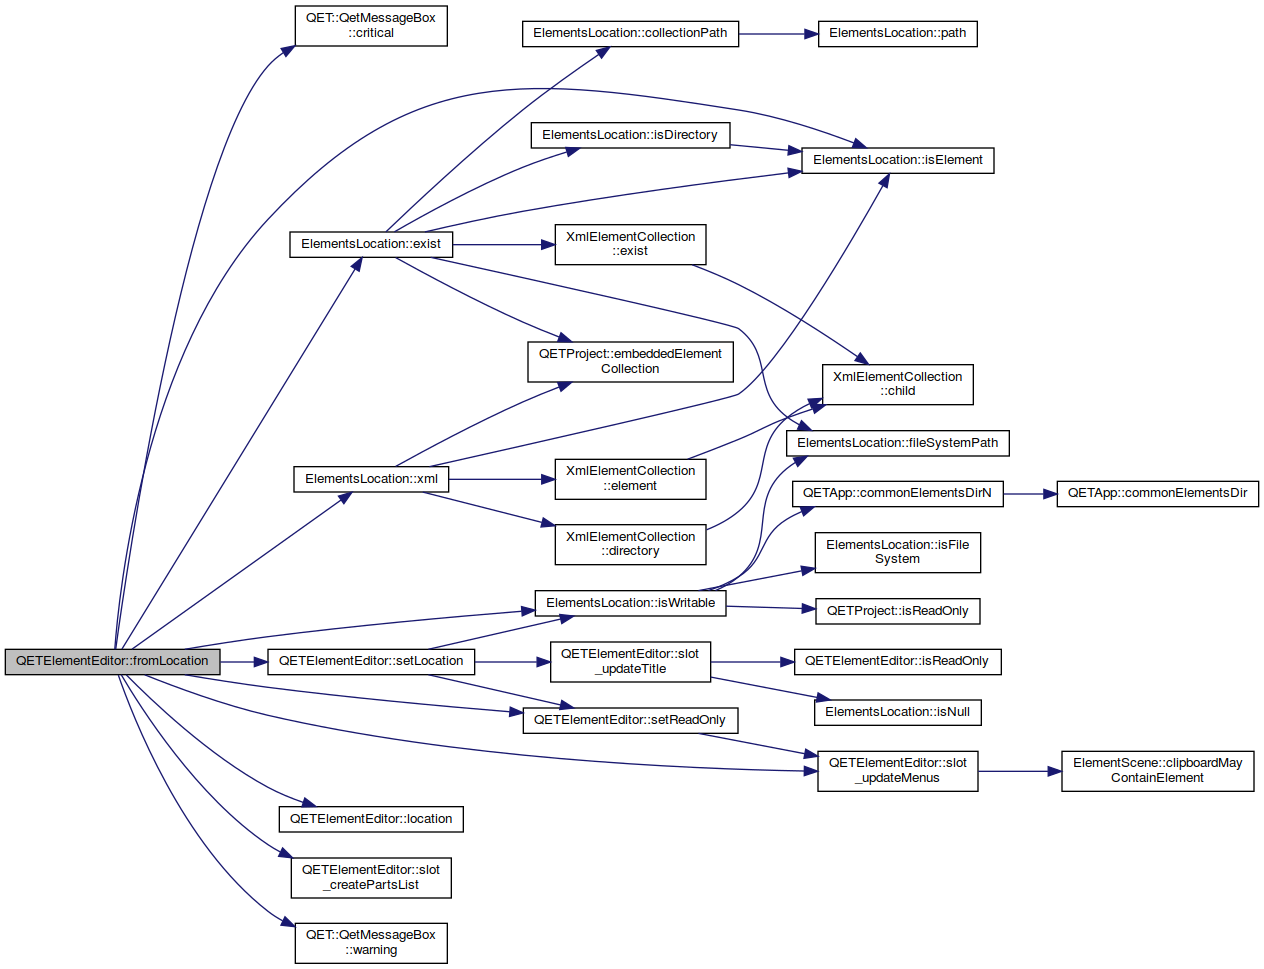 QET::QetMessageBox
::critical
ElementsLocation::collectionPath
ElementsLocation::path
ElementsLocation::isDirectory
ElementsLocation::isElement
ElementsLocation::exist
XmlElementCollection
::exist
QETProject::embeddedElement
Collection
XmlElementCollection
::child
ElementsLocation::fileSystemPath
ElementsLocation::xml
XmlElementCollection
::element
QETApp::commonElementsDirN
QETApp::commonElementsDir
XmlElementCollection
::directory
ElementsLocation::isFile
System
ElementsLocation::isWritable
QETProject::isReadOnly
QETElementEditor::fromLocation
QETElementEditor::setLocation
QETElementEditor::slot
_updateTitle
QETElementEditor::isReadOnly
ElementsLocation::isNull
QETElementEditor::setReadOnly
QETElementEditor::slot
_updateMenus
ElementScene::clipboardMay
ContainElement
QETElementEditor::location
QETElementEditor::slot
_createPartsList
QET::QetMessageBox
::warning